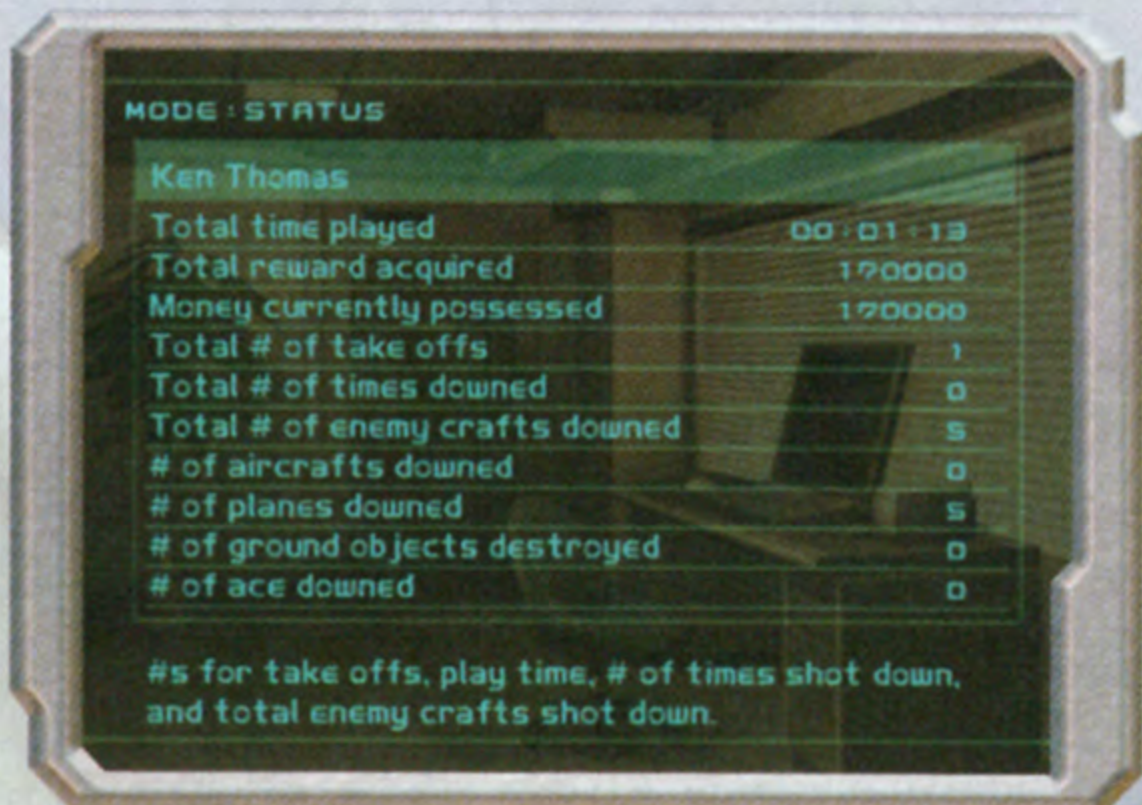 MODE : STATUS
Ken Thomas
Total time played 00:01:13
Total reward acquired 170000
Money currently possessed 170000
Total # of take offs 1
Total # of times downed 0
Total # of enemy crafts downed 5
# of aircrafts downed 0
# of planes downed 5
# of ground objects destroyed 0
# of ace downed 0
#s for take offs, play time, # of times shot down,
and total enemy crafts shot down.